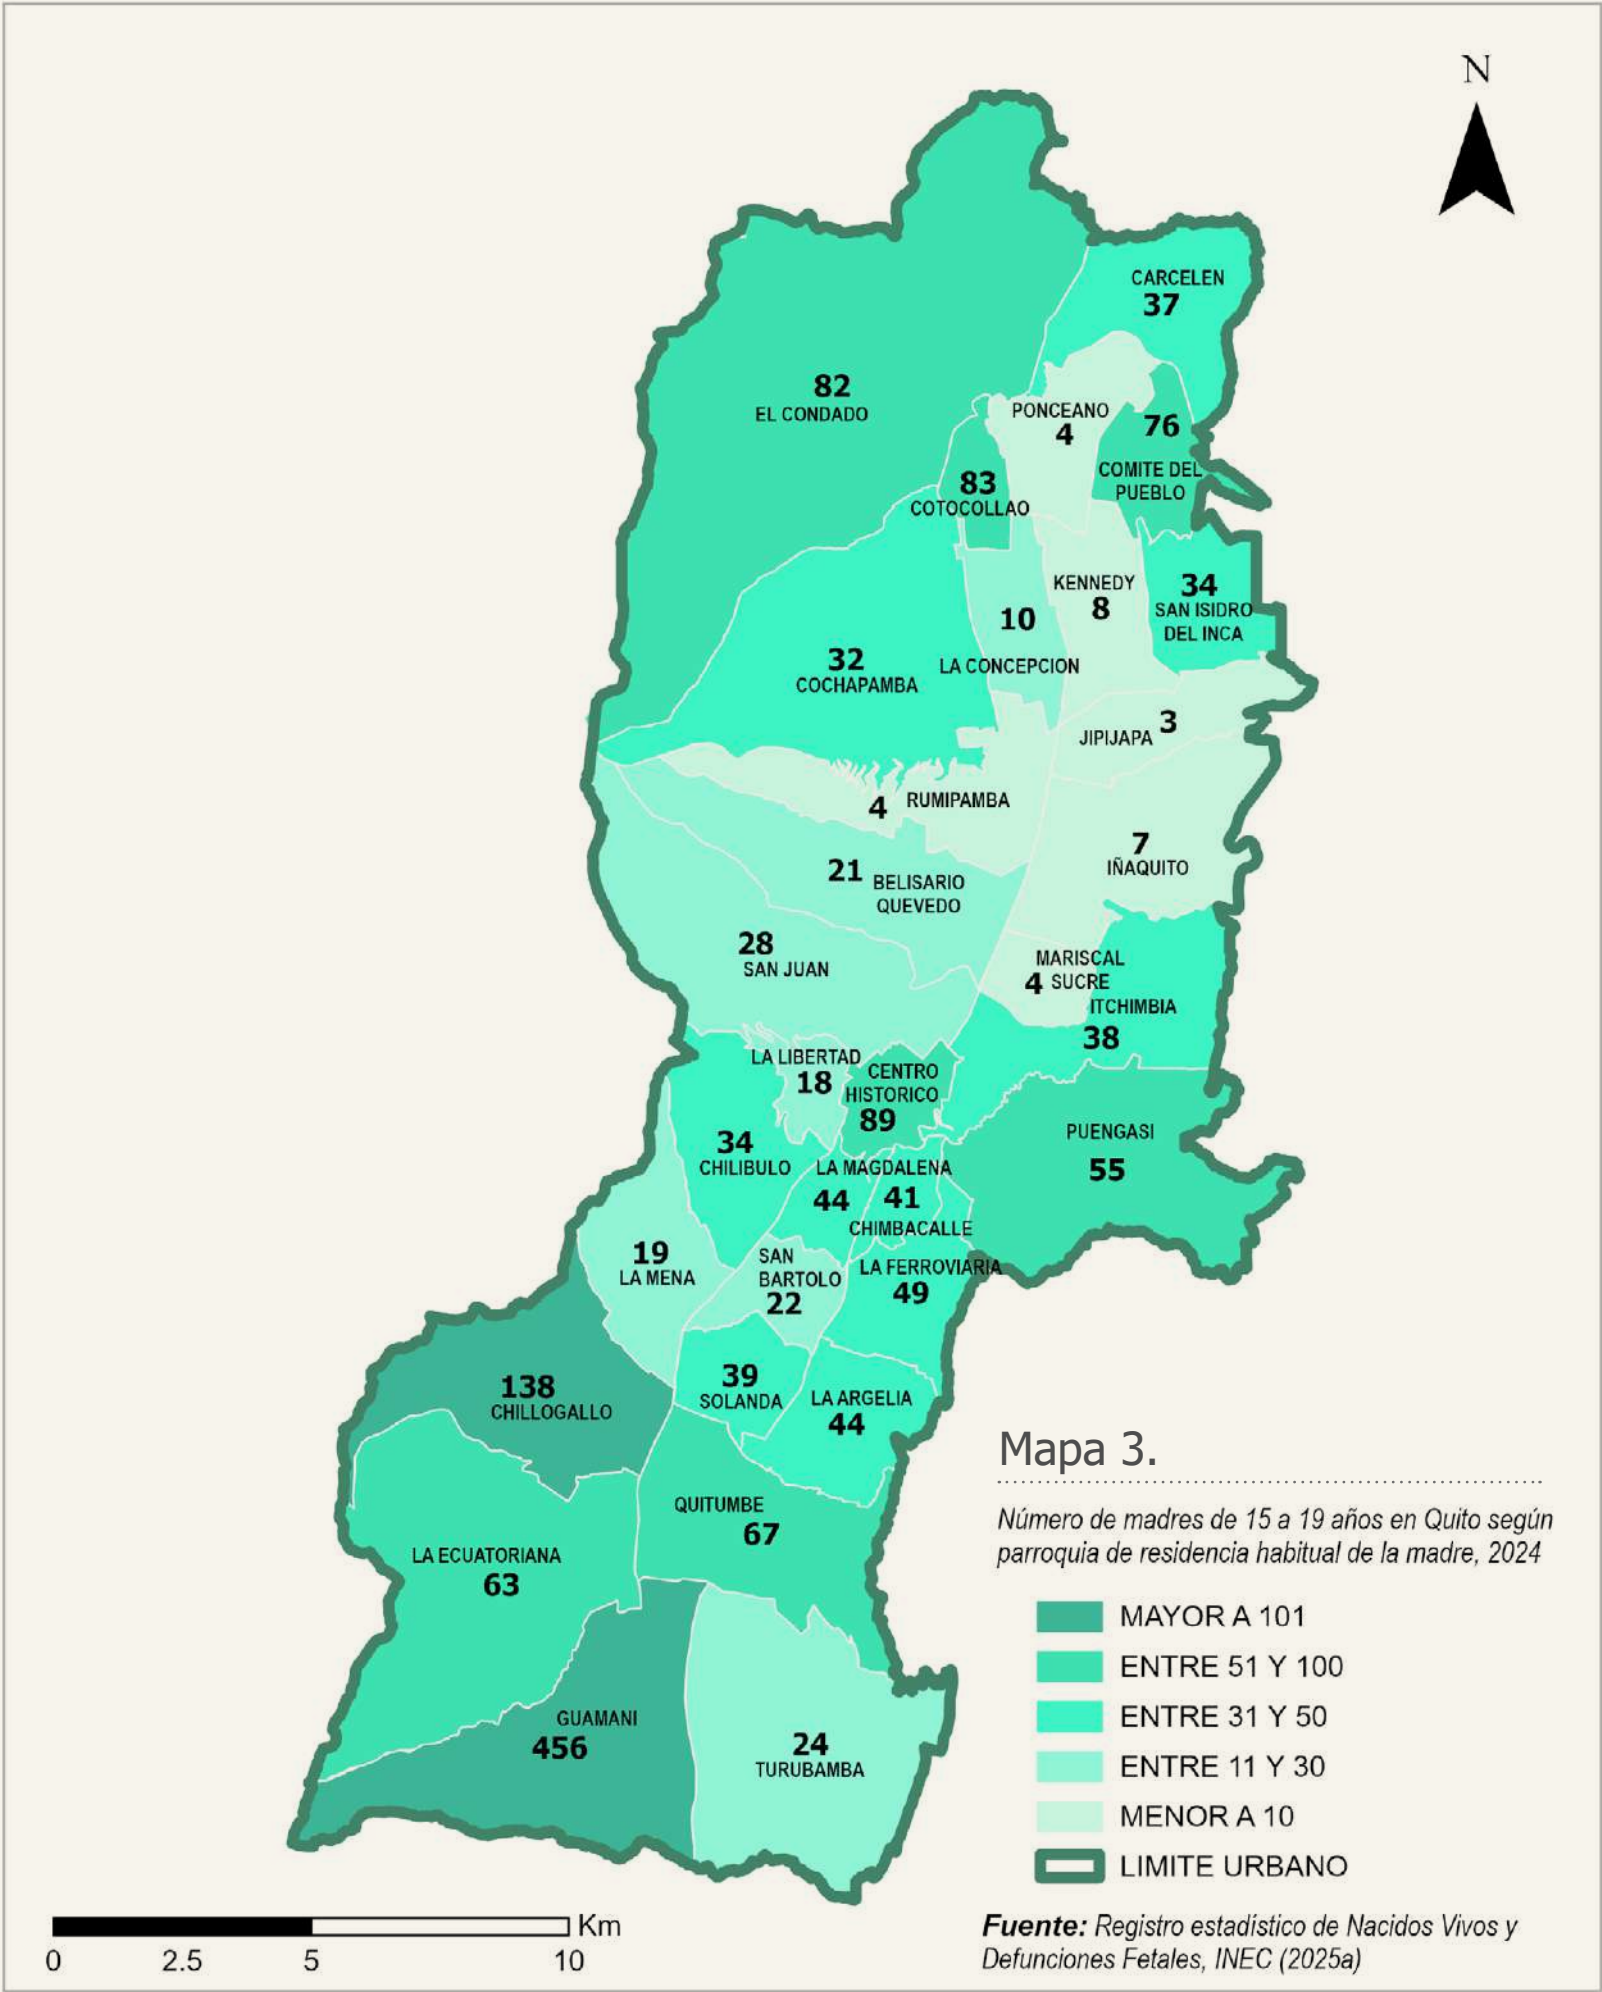 N
CARCELEN
37
82
EL CONDADO
PONCEANO
4
76
COMITE DEL
PUEBLO
83
COTOCOLLAO
KENNEDY
8
34
SAN ISIDRO
DEL INCA
10
LA CONCEPCION
32
COCHAPAMBA
3
JIPIJAPA
4
RUMIPAMBA
7
IÑAQUITO
21
BELISARIO
QUEVEDO
28
SAN JUAN
MARISCAL
4 SUCRE
ITCHIMBIA
38
LA LIBERTAD
18
CENTRO
HISTORICO
89
PUENGASI
55
34
CHILIBULO
LA MAGDALENA
44
41
CHIMBACALLE
19
LA MENA
SAN
BARTOLO
22
LA FERROVIARIA
49
138
CHILLOGALLO
39
SOLANDA
LA ARGELIA
44
QUITUMBE
67
LA ECUATORIANA
63
GUAMANI
456
24
TURUBAMBA
Mapa 3.
Número de madres de 15 a 19 años en Quito según
parroquia de residencia habitual de la madre, 2024
MAYOR A 101
ENTRE 51 Y 100
ENTRE 31 Y 50
ENTRE 11 Y 30
MENOR A 10
LIMITE URBANO
Km
0 2.5 5 10
Fuente: Registro estadístico de Nacidos Vivos y
Defunciones Fetales, INEC (2025a)